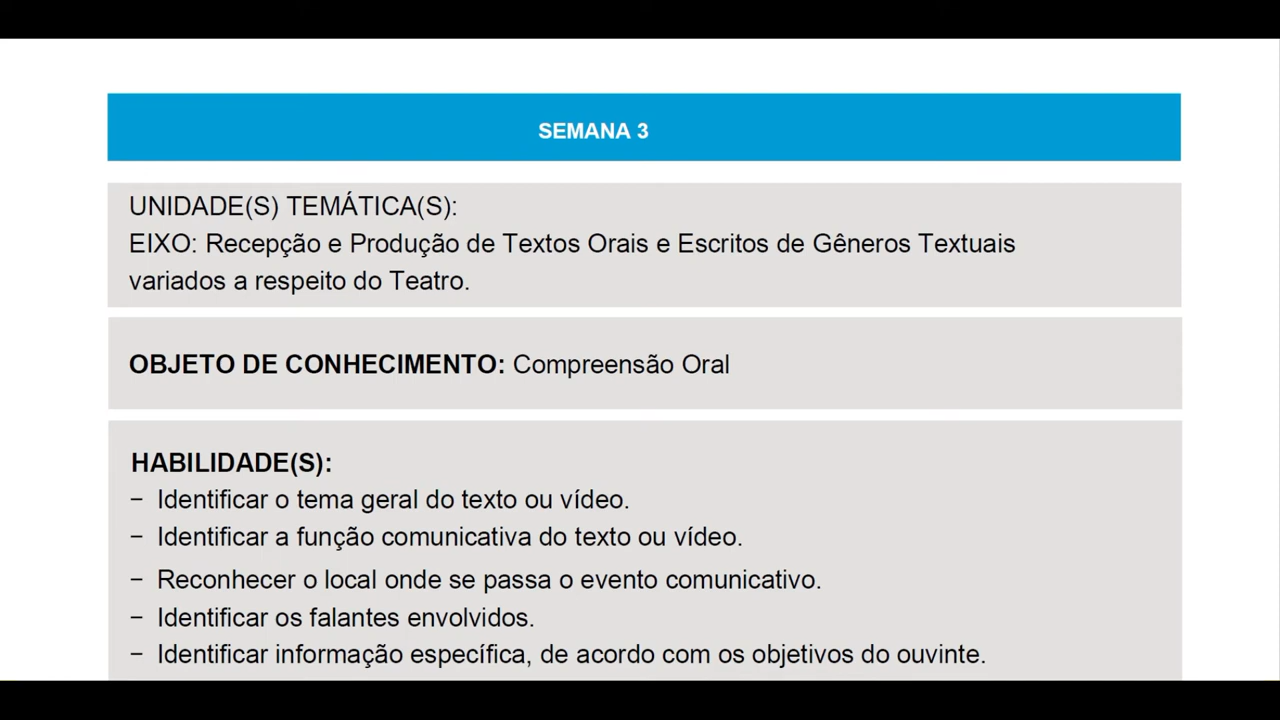 SEMANA 3
UNIDADE(S) TEMÁTICA(S):
EIXO: Recepção e Produção de Textos Orais e Escritos de Gêneros Textuais
variados a respeito do Teatro.
OBJETO DE CONHECIMENTO: Compreensão Oral
HABILIDADE(S):
− Identificar o tema geral do texto ou vídeo.
− Identificar a função comunicativa do texto ou vídeo.
− Reconhecer o local onde se passa o evento comunicativo.
− Identificar os falantes envolvidos.
− Identificar informação específica, de acordo com os objetivos do ouvinte.